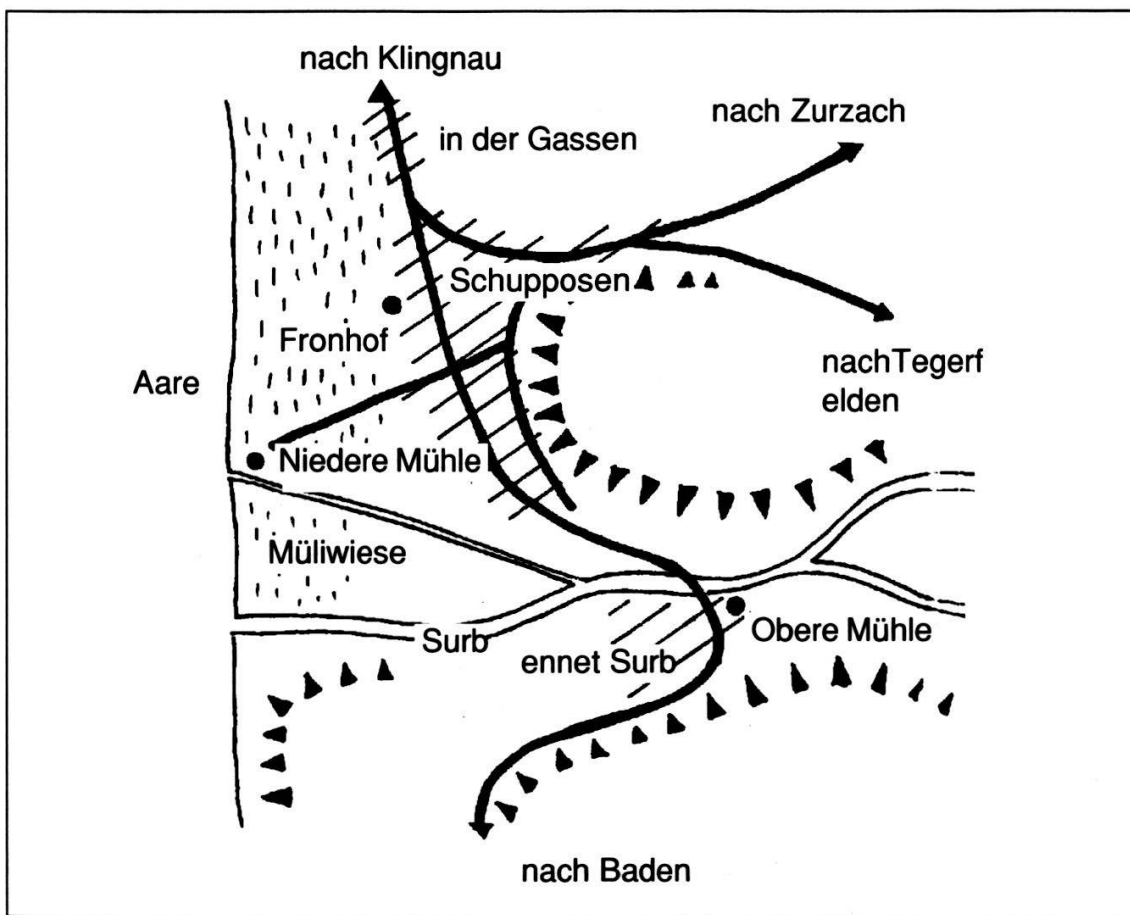 nach Klingnau
nach Zurzach
in der Gassen
Schupposen
Fronhof
nachTegerf
elden
Aare
Niedere Mühle
Müliwiese
Surb
ennet Surb
Obere Mühle
nach Baden